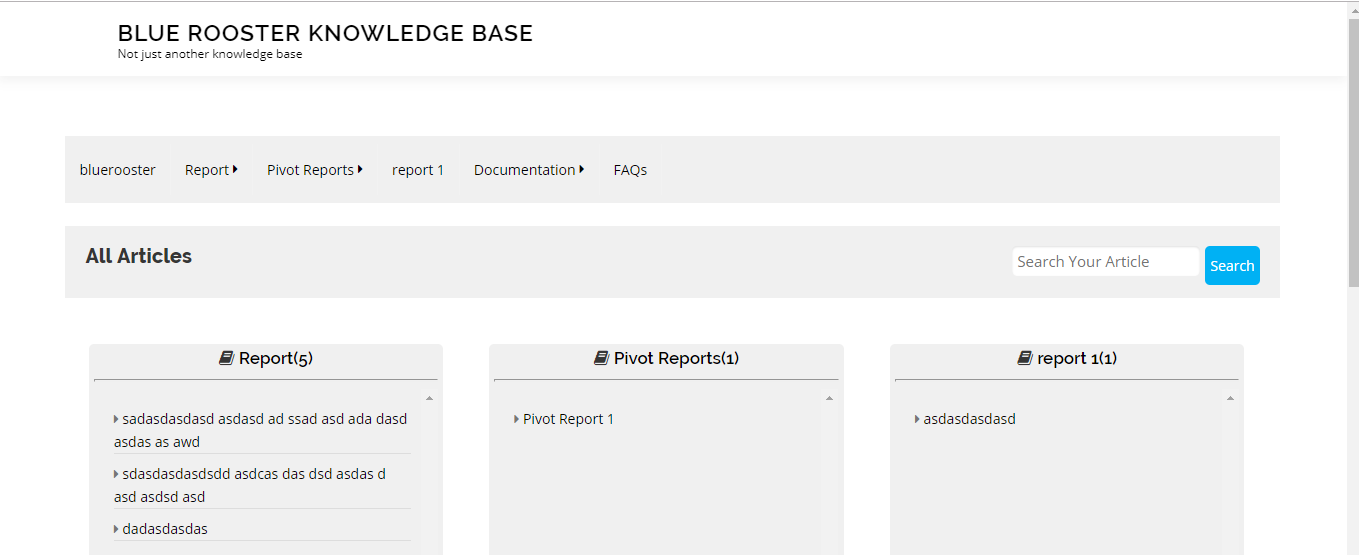 BLUE ROOSTER KNOWLEDGE BASE
Not just another knowledge base
bluerooster Report Pivot Reports report 1 Documentation FAQs
All Articles
Search Your Article Search
Report(5)
sadasdasdasd asdasd ad ssad asd ada dasd
asdas as awd
sdasdasdasdsdd asdcas das dsd asdas d
asd asdsd asd
dadasdasdas
Pivot Reports(1)
Pivot Report 1
report 1(1)
asdasdasdasd